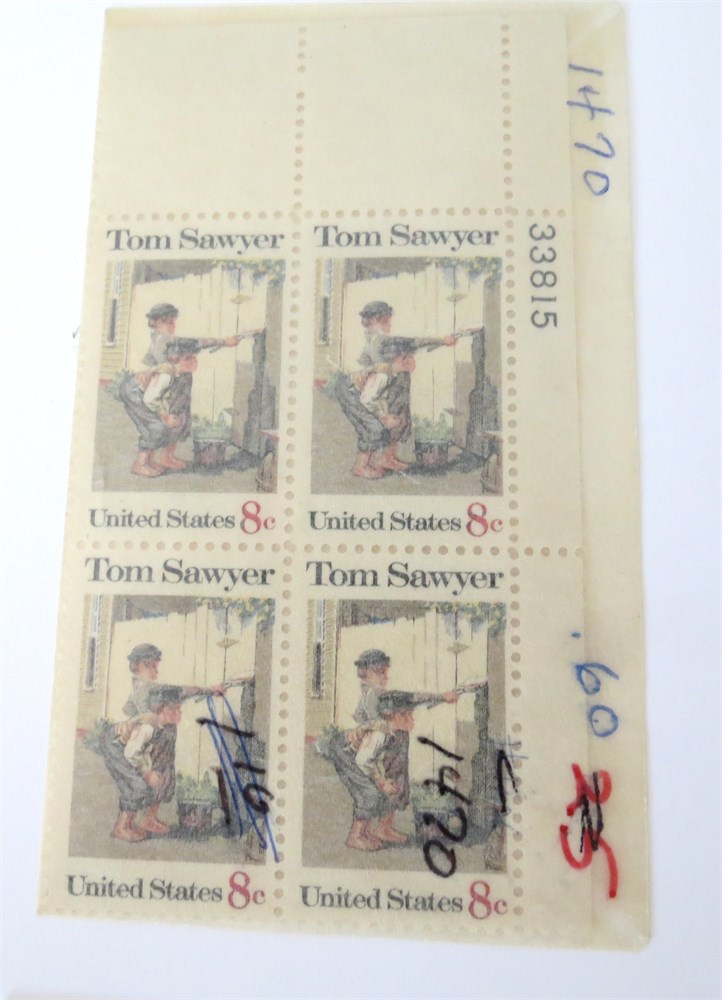 1470
Tom Sawyer Tom Sawyer
33815
United States 8c United States 8c
Tom Sawyer Tom Sawyer
.60
1470
United States 8c United States 8c